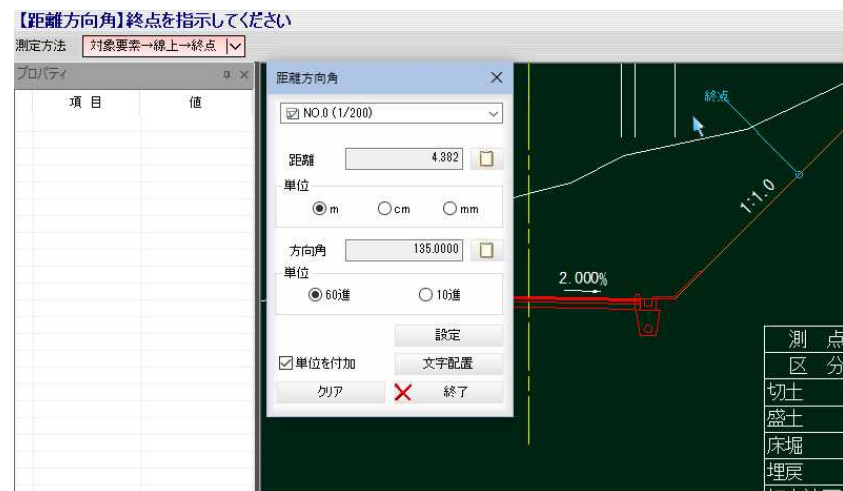 【距離方向角】終点を指示してください
測定方法 対象要素→線上→終点
プロパティ
項目 値
距離方向角
NO.0 (1/200)
距離 4.382
単位
m cm mm
方向角 135.0000
単位
60進 10進
設定
単位を付加 文字配置
クリア 終了
終点
1:1.0
2.000%
測 点
区 分
切土
盛土
床堀
埋戻